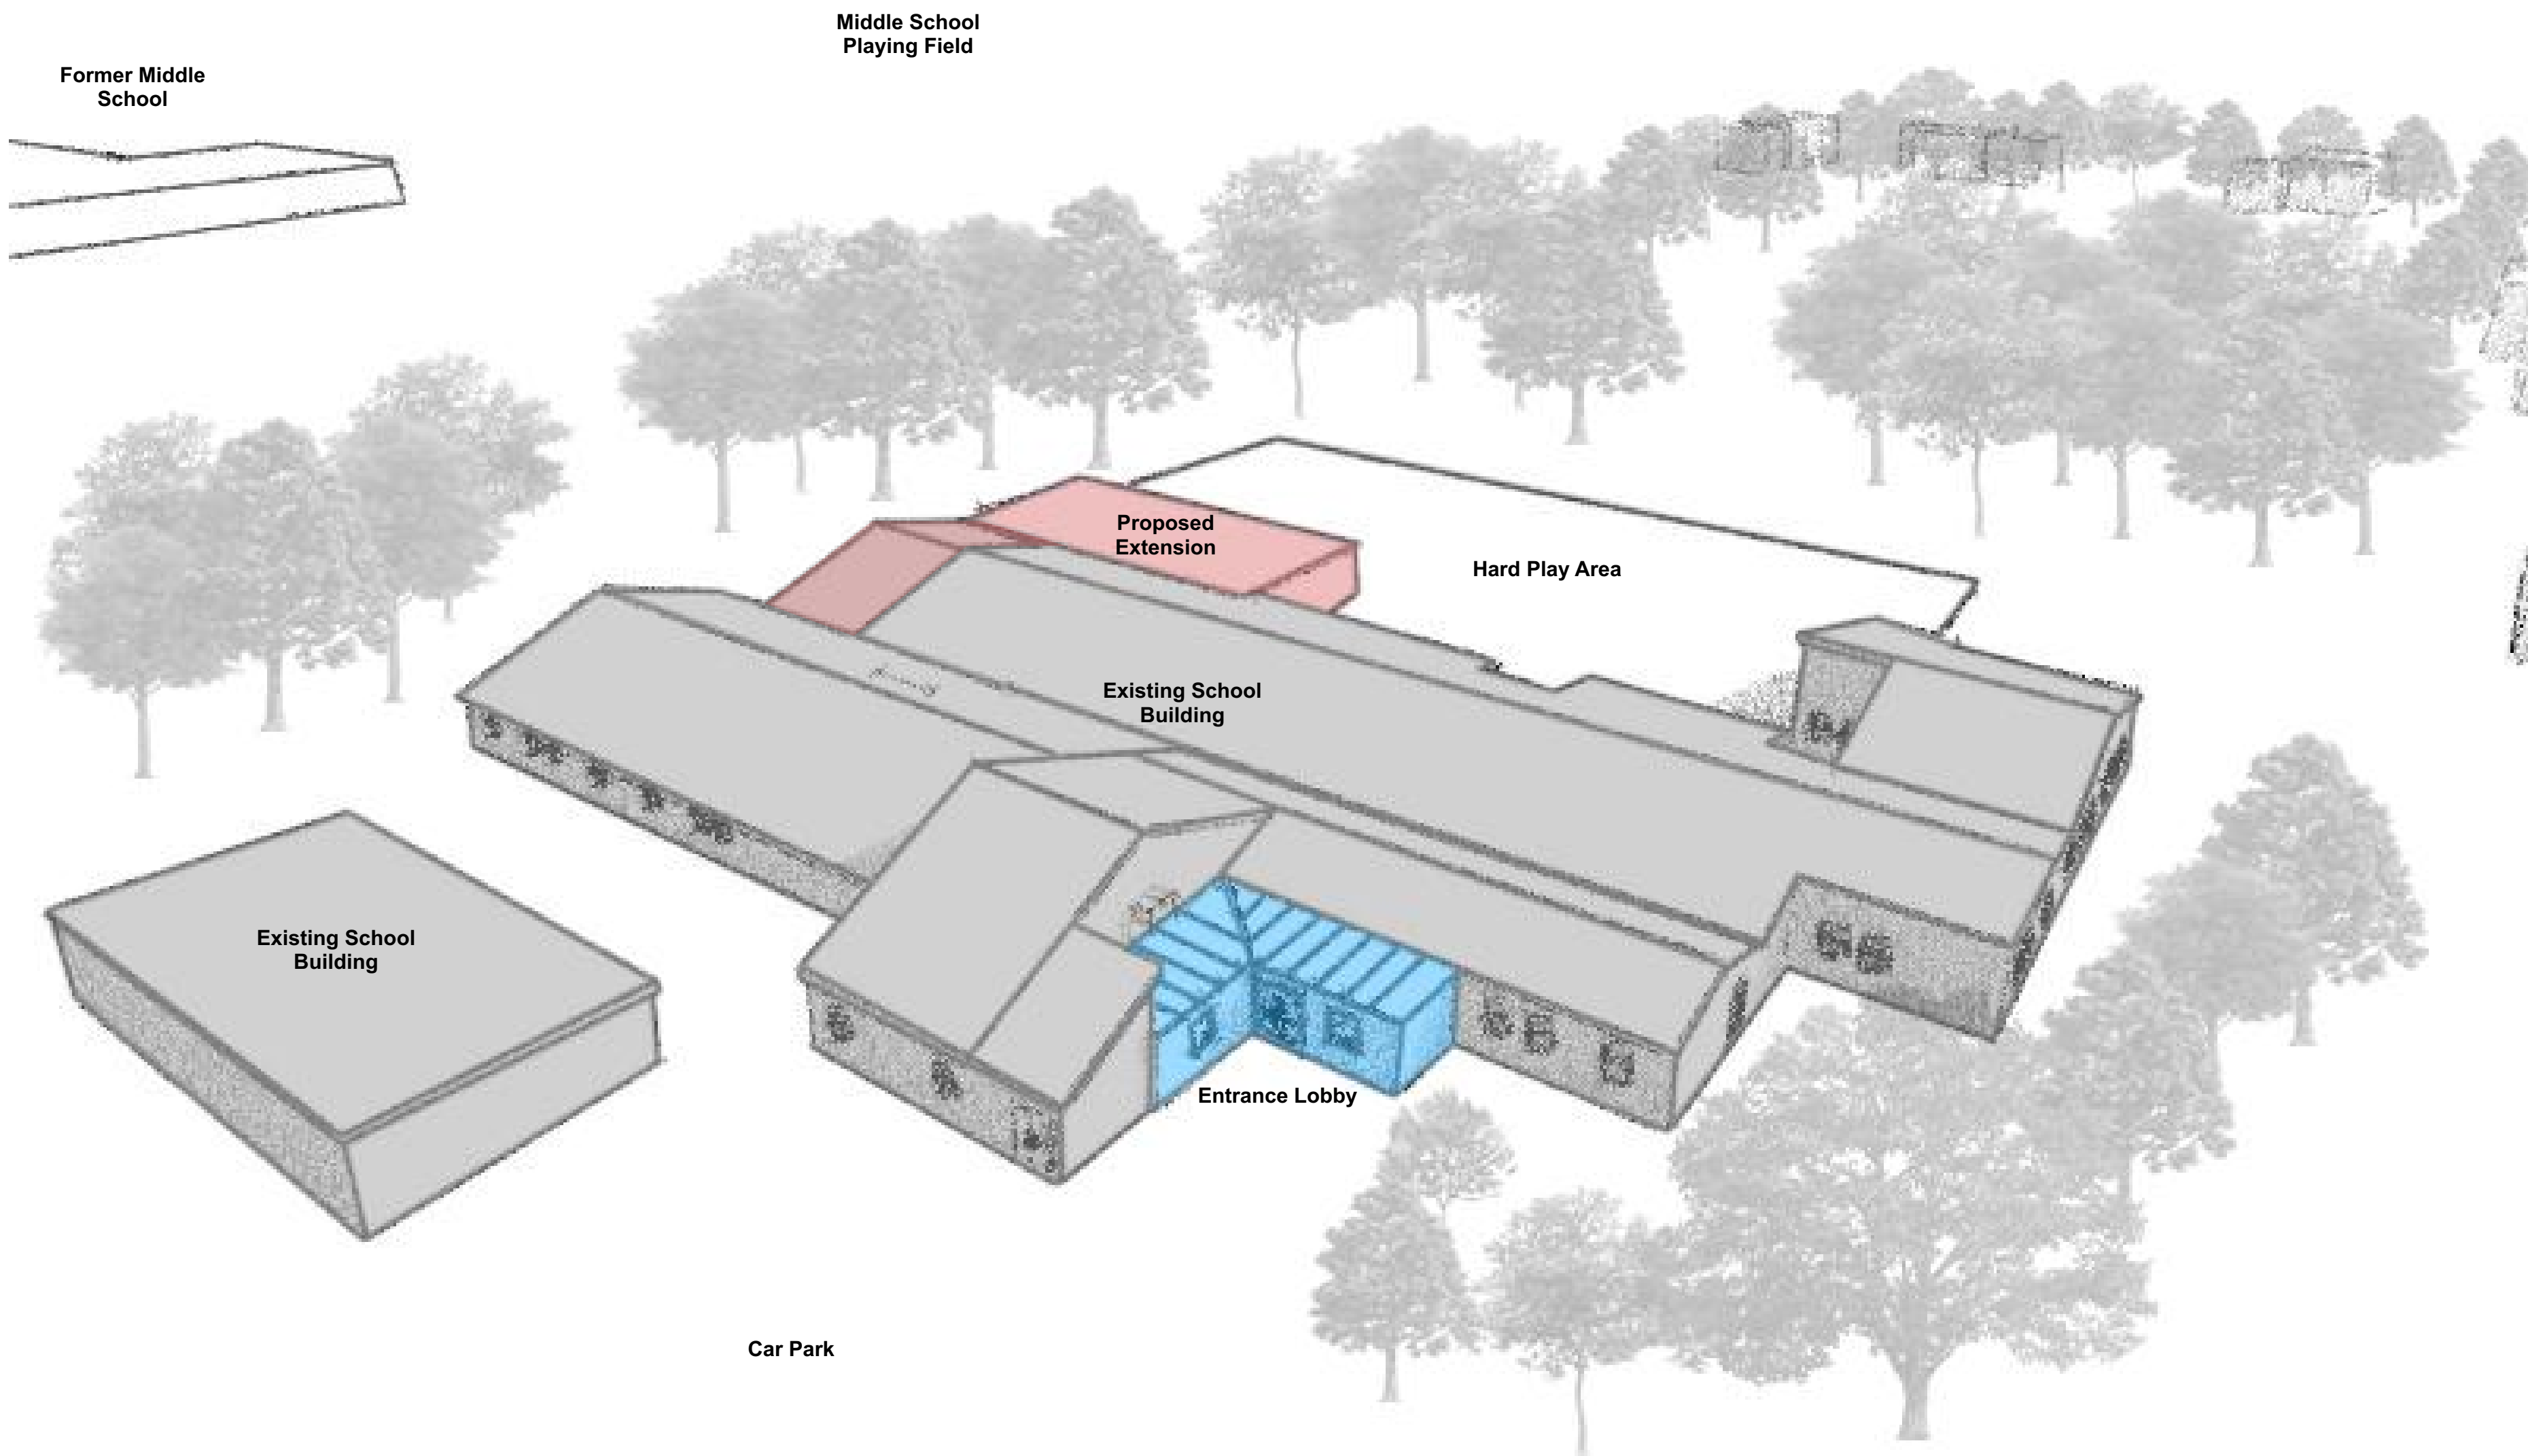 Middle School
Playing Field
Former Middle
School
Proposed
Extension
Hard Play Area
Existing School
Building
Existing School
Building
Entrance Lobby
Car Park